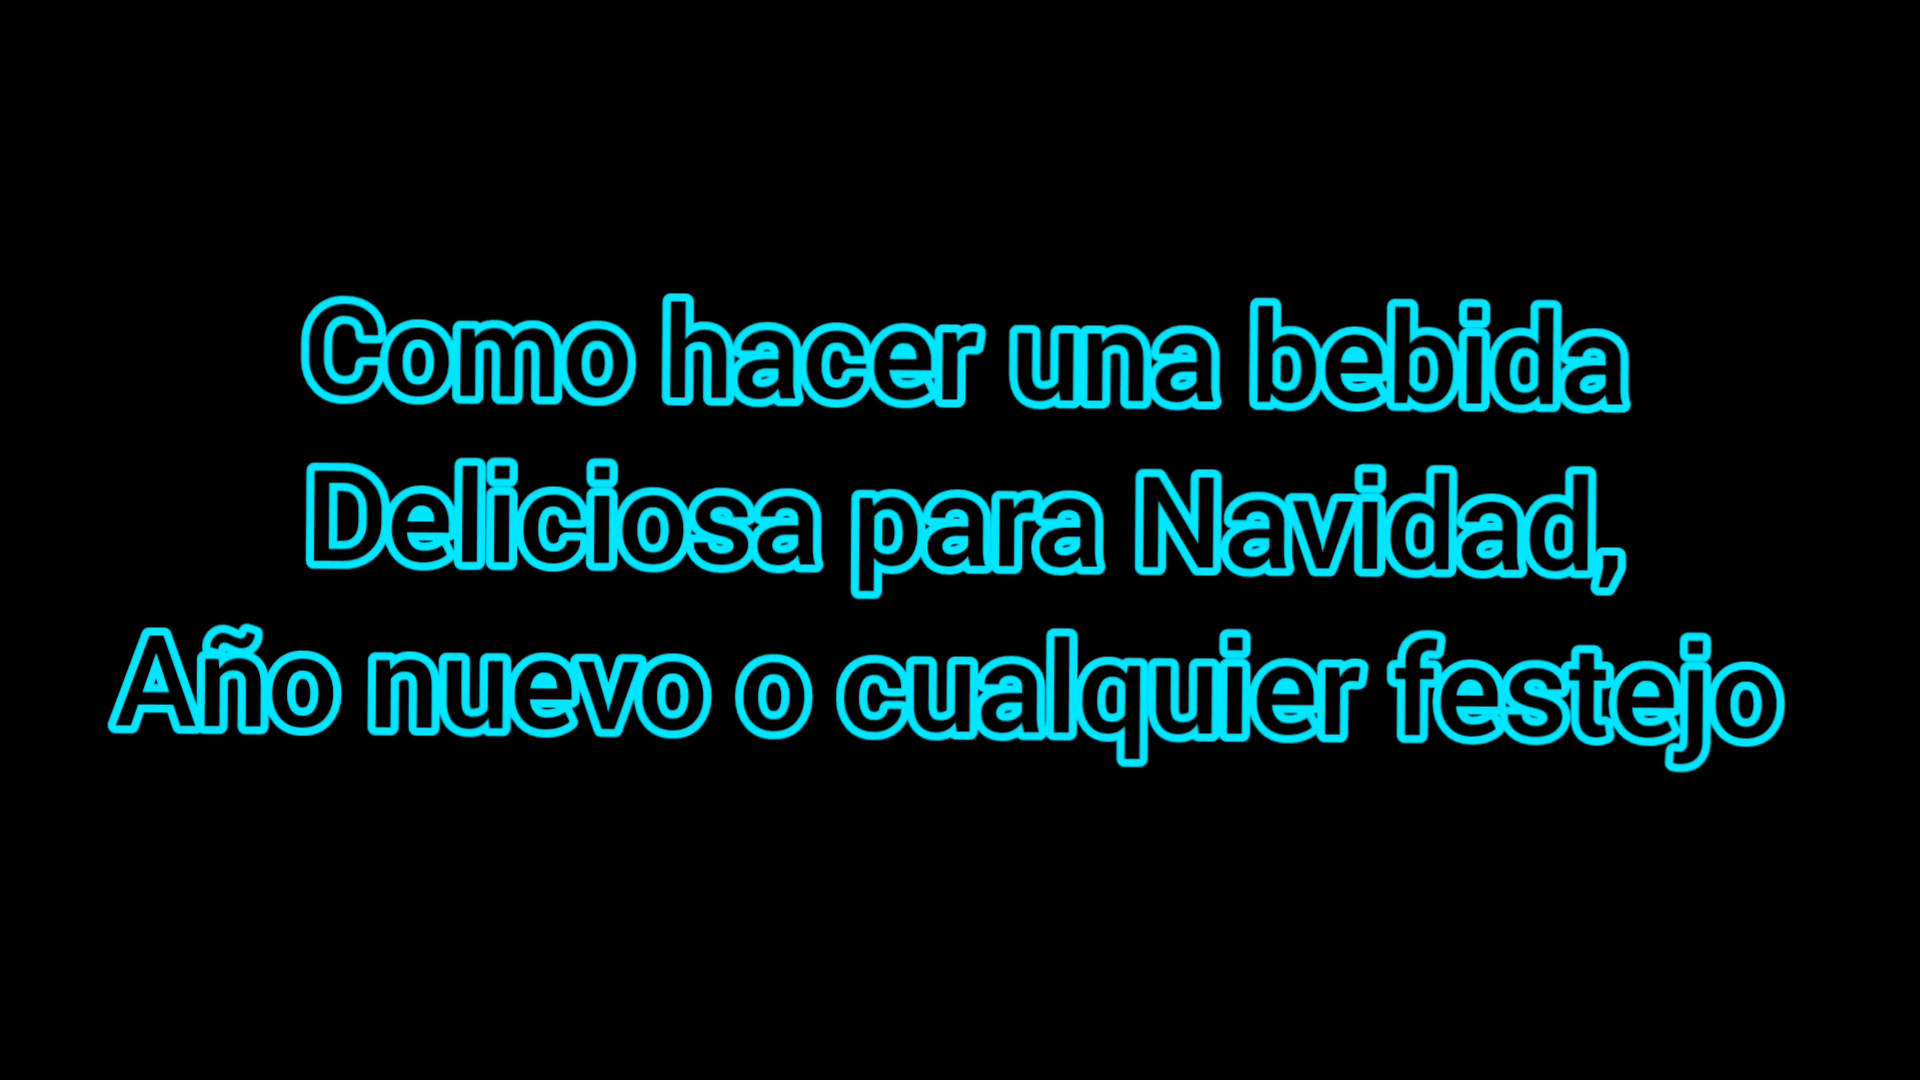 Como hacer una bebida
Deliciosa para Navidad,
Año nuevo o cualquier festejo